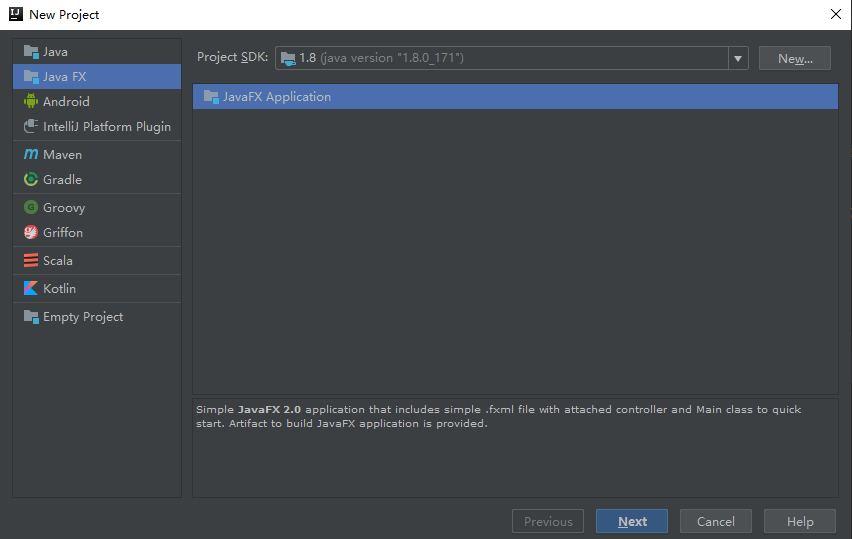 New Project
Java
Java FX
Android
IntelliJ Platform Plugin
Maven
Gradle
Groovy
Griffon
Scala
Kotlin
Empty Project
Project SDK: 1.8 (java version "1.8.0_171") New...
JavaFX Application
Simple JavaFX 2.0 application that includes simple .fxml file with attached controller and Main class to quick
start. Artifact to build JavaFX application is provided.
Previous Next Cancel Help